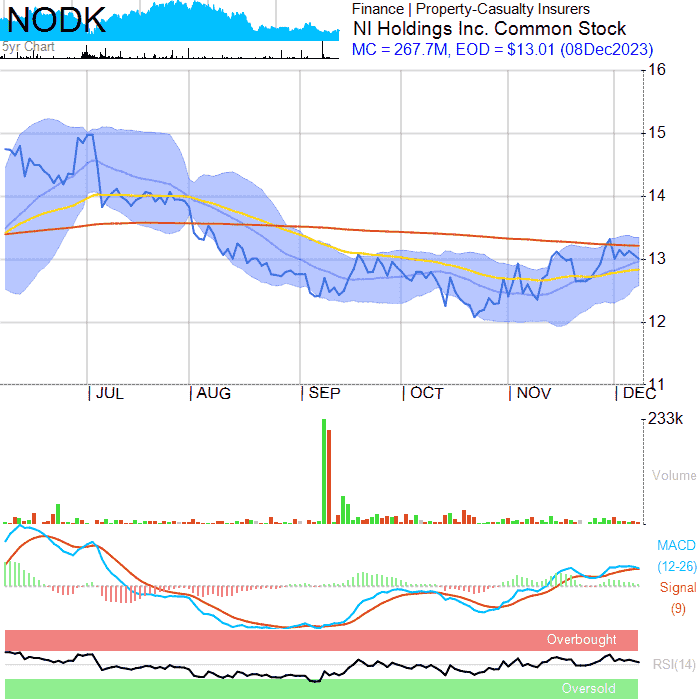 NODK
5yr Chart
Finance | Property-Casualty Insurers
NI Holdings Inc. Common Stock
MC = 267.7M, EOD = $13.01 (08Dec2023)
16
15
14
13
12
11
JUL AUG SEP OCT NOV DEC
233k
Volume
MACD
(12-26)
Signal
(9)
Overbought
RSI(14)
Oversold